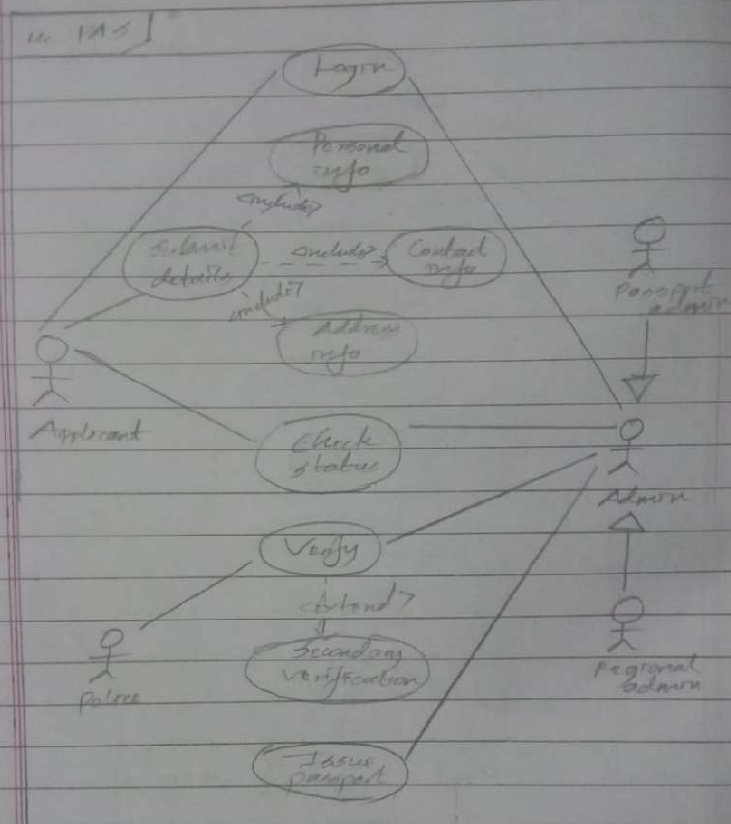 uc PAS
Login
Personal
info
<include>
Submit
details
<include>
Contact
info
<include>
Address
info
Passport
admin
Applicant
Check
status
Admin
Verify
<extend>
Secondary
verification
Police
Regional
admin
Issue
passport